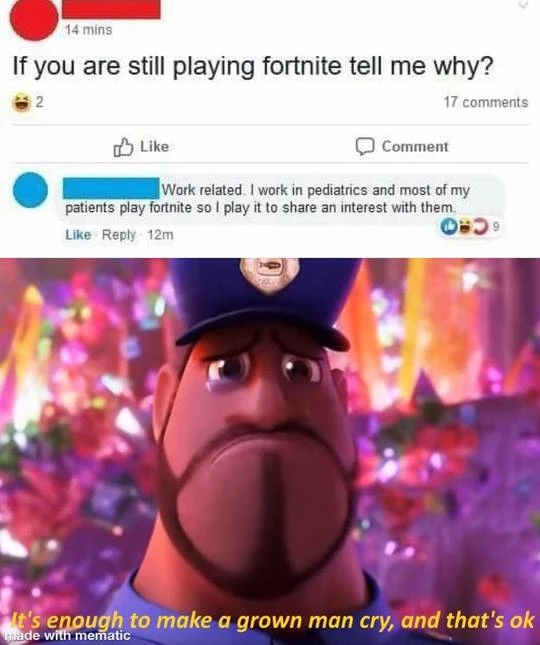 14 mins
If you are still playing fortnite tell me why?
2
17 comments
Like
Comment
Work related. I work in pediatrics and most of my
patients play fortnite so I play it to share an interest with them.
Like · Reply · 12m
9
It's enough to make a grown man cry, and that's ok
made with mematic